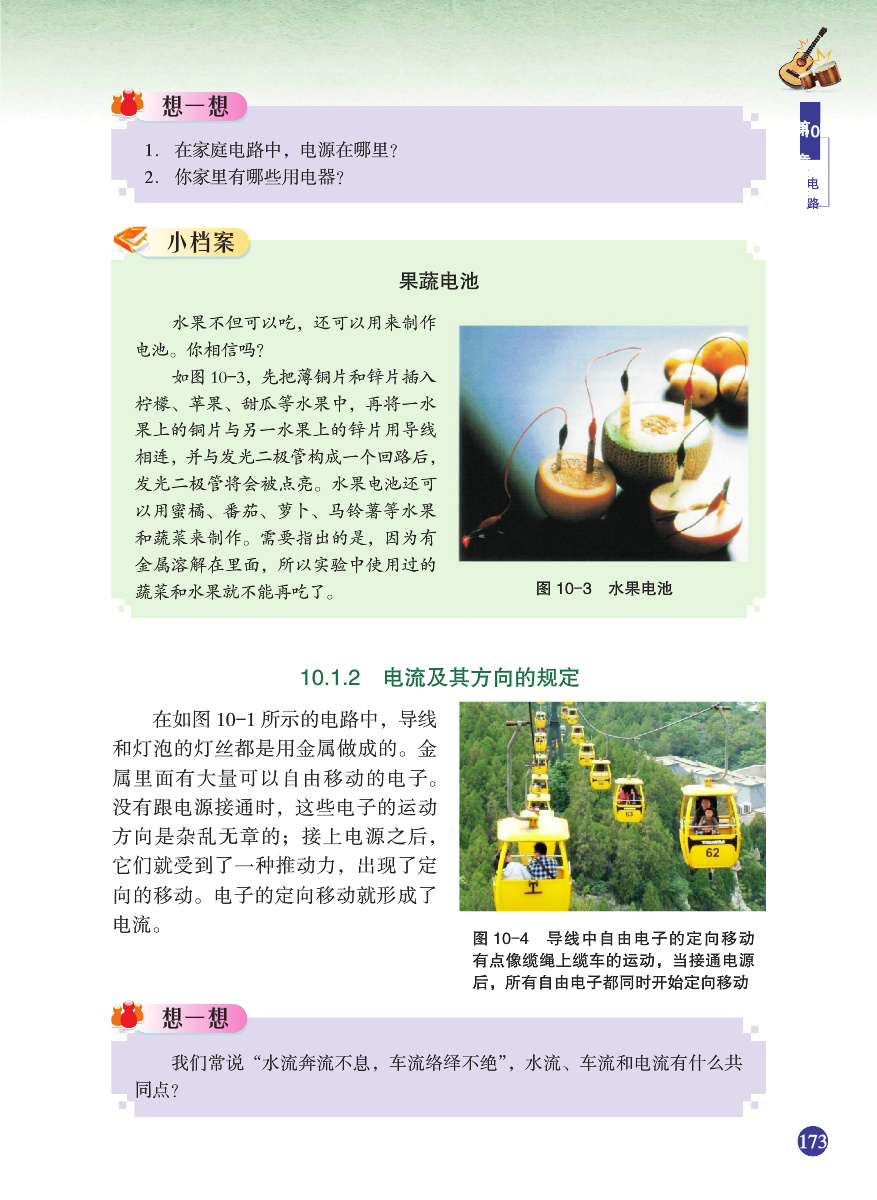 想一想
1. 在家庭电路中，电源在哪里？
2. 你家里有哪些用电器？
第10
章
电
路
小档案
果蔬电池
水果不但可以吃，还可以用来制作
电池。你相信吗？
如图 10-3，先把薄铜片和锌片插入
柠檬、苹果、甜瓜等水果中，再将一水
果上的铜片与另一水果上的锌片用导线
相连，并与发光二极管构成一个回路后，
发光二极管将会被点亮。水果电池还可
以用蜜橘、番茄、萝卜、马铃薯等水果
和蔬菜来制作。需要指出的是，因为有
金属溶解在里面，所以实验中使用过的
蔬菜和水果就不能再吃了。
图 10-3 水果电池
10.1.2 电流及其方向的规定
在如图 10-1 所示的电路中，导线
和灯泡的灯丝都是用金属做成的。金
属里面有大量可以自由移动的电子。
没有跟电源接通时，这些电子的运动
方向是杂乱无章的；接上电源之后，
它们就受到了一种推动力，出现了定
向的移动。电子的定向移动就形成了
电流。
63
62
图 10-4 导线中自由电子的定向移动
有点像缆绳上缆车的运动，当接通电源
后，所有自由电子都同时开始定向移动
想一想
我们常说“水流奔流不息，车流络绎不绝”，水流、车流和电流有什么共
同点？
173